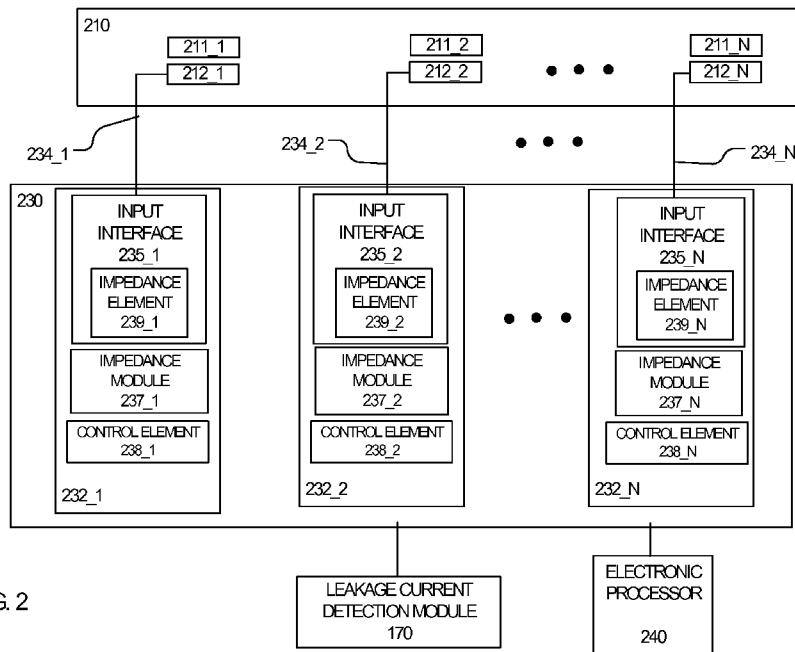 210
211_1
212_1
211_2
212_2
211_N
212_N
234_1
234_2
234_N
230
INPUT
INTERFACE
235_1
IMPEDANCE
ELEMENT
239_1
IMPEDANCE
MODULE
237_1
CONTROL ELEMENT
238_1
232_1
INPUT
INTERFACE
235_2
IMPEDANCE
ELEMENT
239_2
IMPEDANCE
MODULE
237_2
CONTROL ELEMENT
238_2
232_2
INPUT
INTERFACE
235_N
IMPEDANCE
ELEMENT
239_N
IMPEDANCE
MODULE
237_N
CONTROL ELEMENT
238_N
232_N
LEAKAGE CURRENT
DETECTION MODULE
170
ELECTRONIC
PROCESSOR
240
G. 2